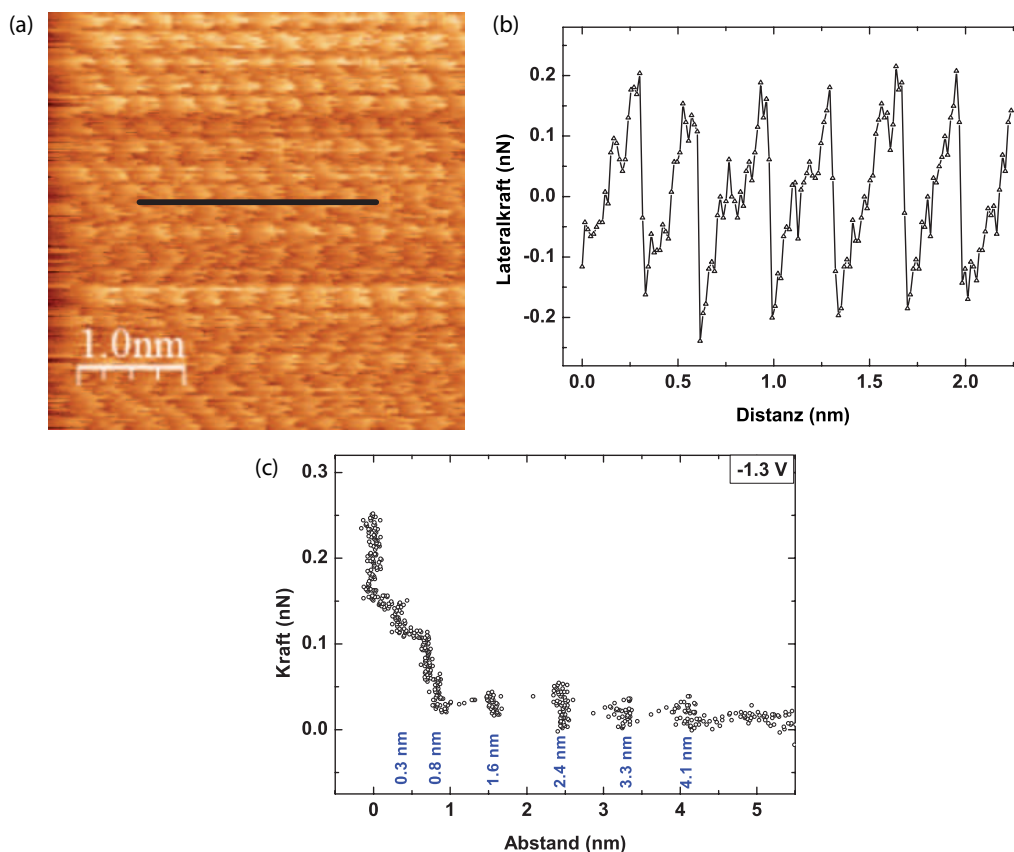 (a)
1.0nm
(b)
0.2
0.1
0.0
-0.1
-0.2
Lateralkraft (nN)
0.0 0.5 1.0 1.5 2.0
Distanz (nm)
(c)
-1.3 V
0.3
0.2
0.1
0.0
Kraft (nN)
0.3 nm
0.8 nm
1.6 nm
2.4 nm
3.3 nm
4.1 nm
0 1 2 3 4 5
Abstand (nm)